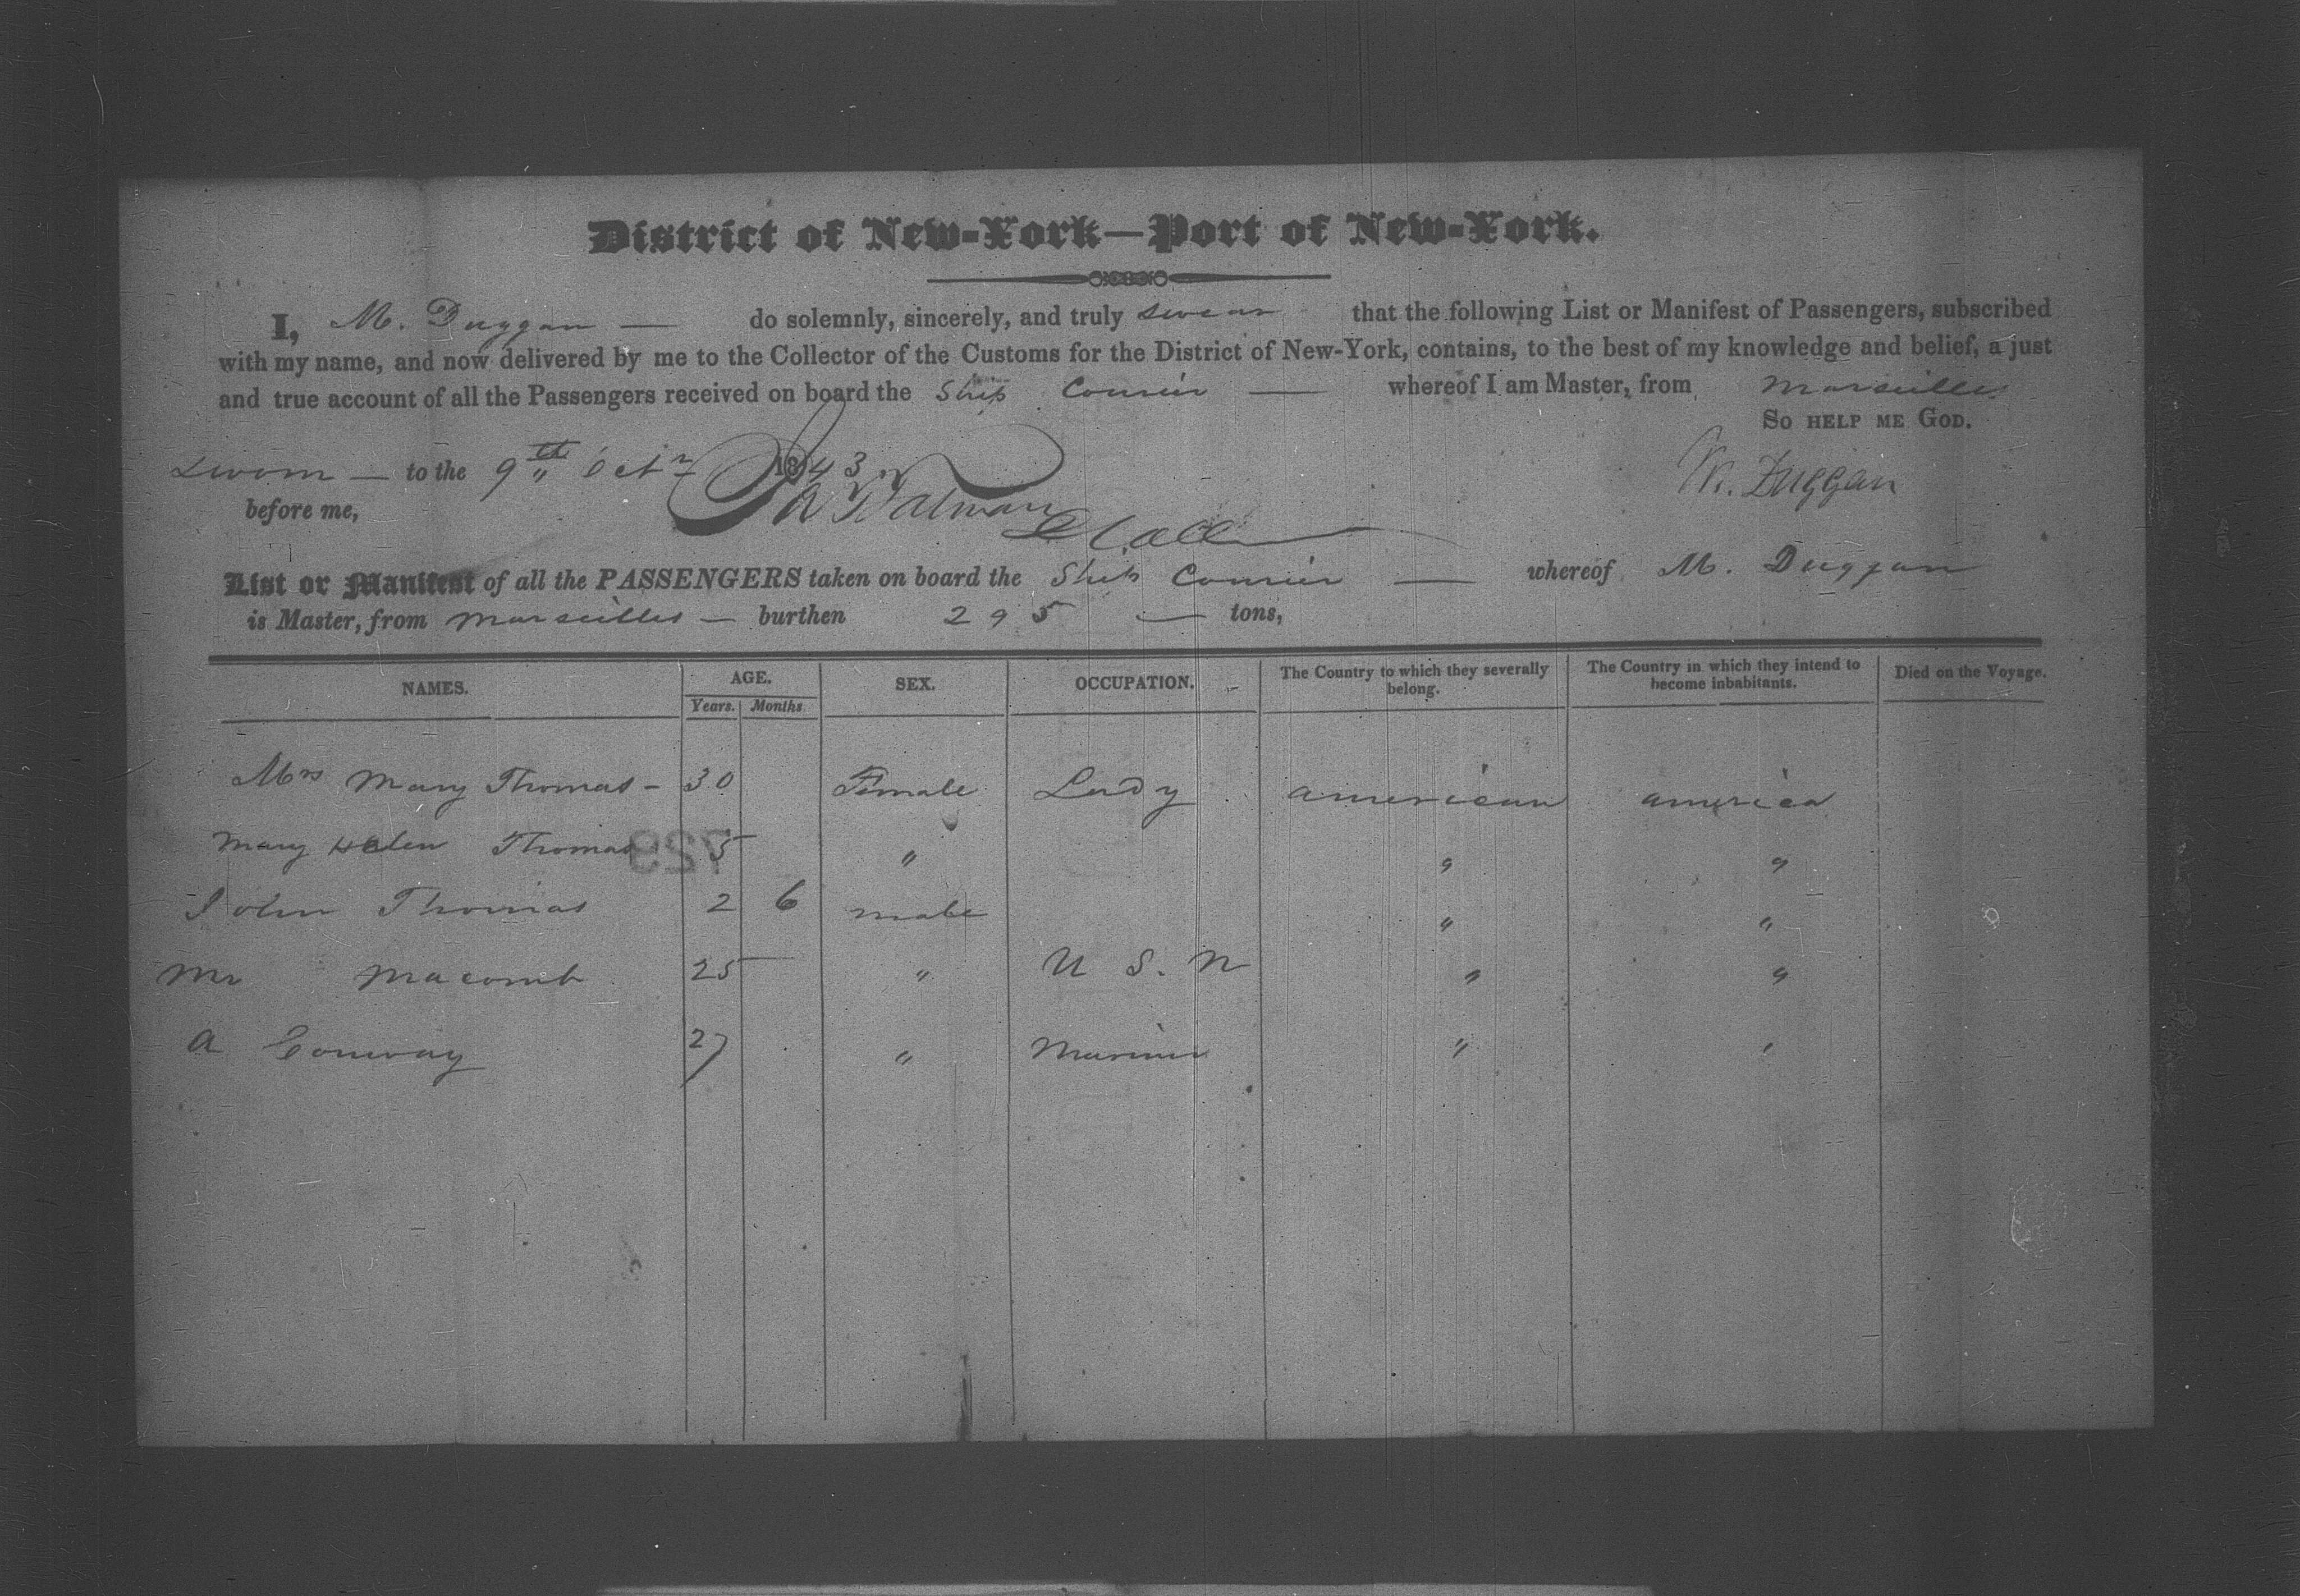 District of New-York—Port of New-York.
I, M. Duggan — do solemnly, sincerely, and truly swear that the following List or Manifest of Passengers, subscribed
with my name, and now delivered by me to the Collector of the Customs for the District of New-York, contains, to the best of my knowledge and belief, a just
and true account of all the Passengers received on board the Ship Courier — whereof I am Master, from Marseilles
So help me God.
Sworn — to the 9th Octr 1843
before me,
M. Duggan
List or Manifest of all the PASSENGERS taken on board the Ship Courier — whereof M. Duggan
is Master, from Marseilles — burthen 295 — tons,
NAMES. AGE. SEX. OCCUPATION. The Country to which they severally belong. The Country in which they intend to become inhabitants. Died on the Voyage.
Years. Months
Mrs Mary Thomas - 30 Female Lady american america
Mary Helen Thomas 5 " " "
729
John Thomas 2 6 male " "
Mr Macomb 25 " U S. N " "
A Conway 27 " Mariner " "